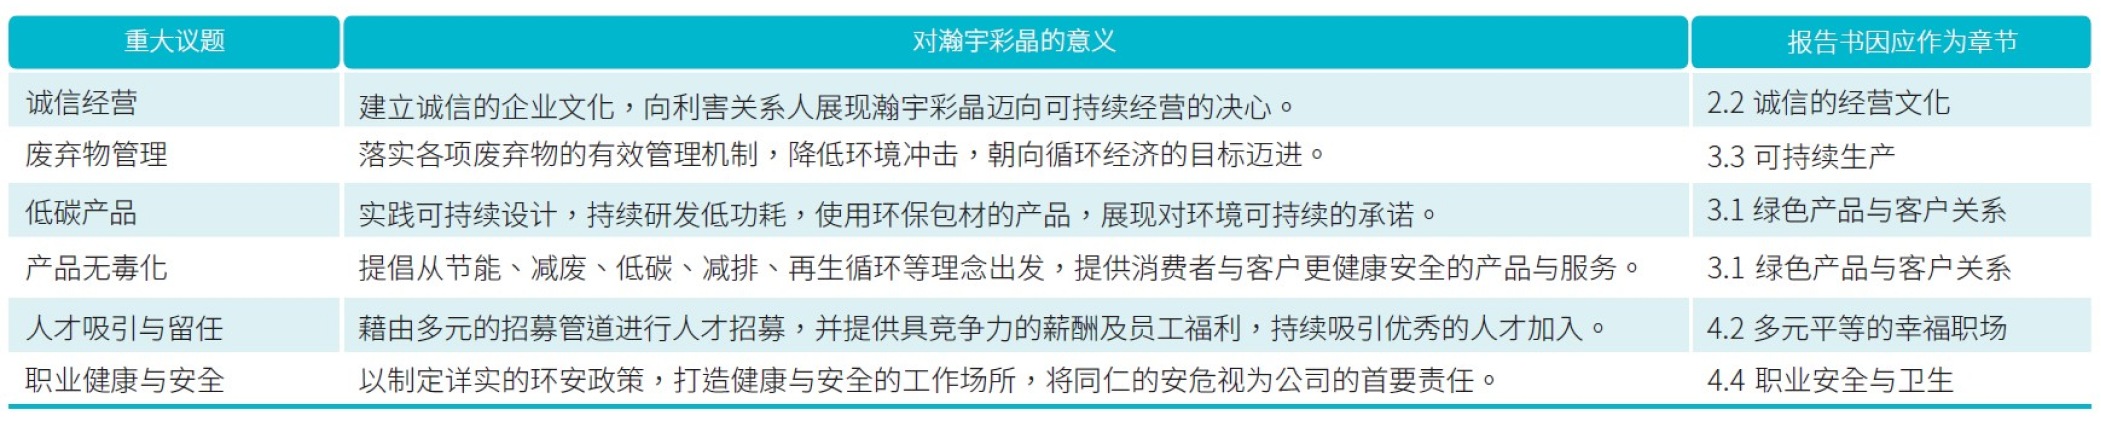 重大议题 对瀚宇彩晶的意义 报告书因应作为章节
诚信经营 建立诚信的企业文化，向利害关系人展现瀚宇彩晶迈向可持续经营的决心。 2.2 诚信的经营文化
废弃物管理 落实各项废弃物的有效管理机制，降低环境冲击，朝向循环经济的目标迈进。 3.3 可持续生产
低碳产品 实践可持续设计，持续研发低功耗，使用环保包材的产品，展现对环境可持续的承诺。 3.1 绿色产品与客户关系
产品无毒化 提倡从节能、减废、低碳、减排、再生循环等理念出发，提供消费者与客户更健康安全的产品与服务。 3.1 绿色产品与客户关系
人才吸引与留任 藉由多元的招募管道进行人才招募，并提供具竞争力的薪酬及员工福利，持续吸引优秀的人才加入。 4.2 多元平等的幸福职场
职业健康与安全 以制定详实的环安政策，打造健康与安全的工作场所，将同仁的安危视为公司的首要责任。 4.4 职业安全与卫生